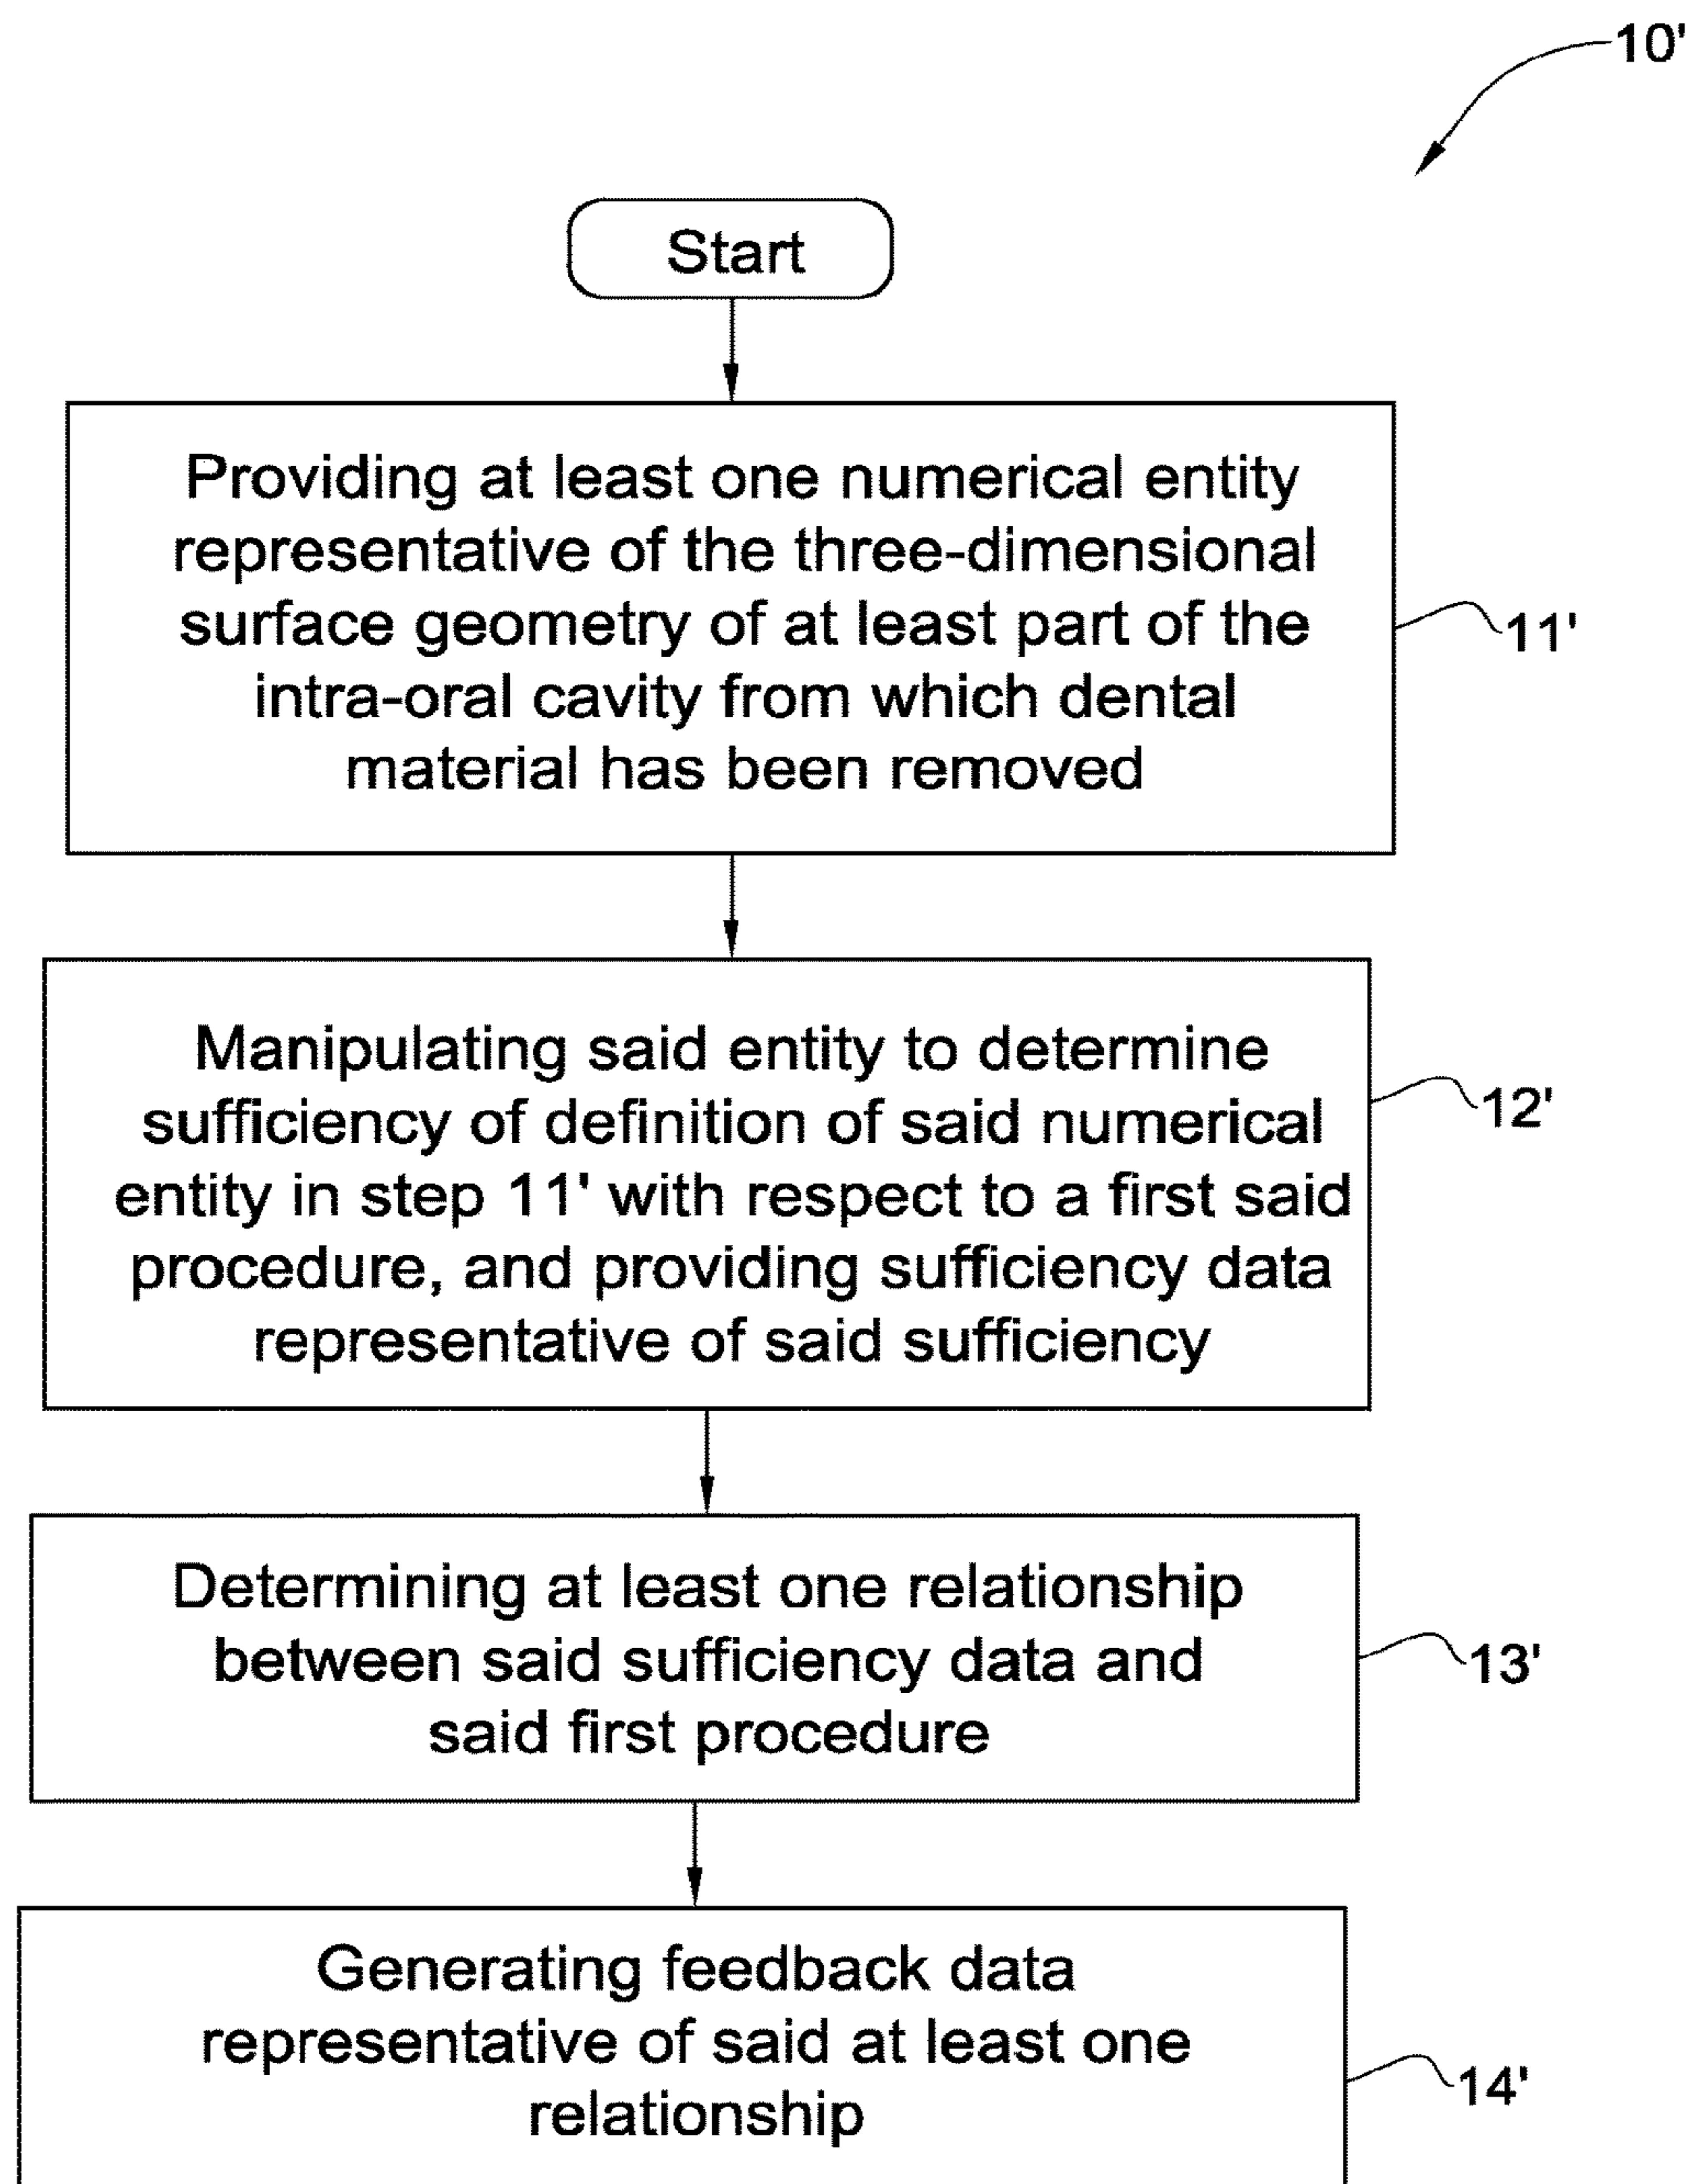 10'
Start
Providing at least one numerical entity
representative of the three-dimensional
surface geometry of at least part of the
intra-oral cavity from which dental
material has been removed
11'
Manipulating said entity to determine
sufficiency of definition of said numerical
entity in step 11' with respect to a first said
procedure, and providing sufficiency data
representative of said sufficiency
12'
Determining at least one relationship
between said sufficiency data and
said first procedure
13'
Generating feedback data
representative of said at least one
relationship
14'